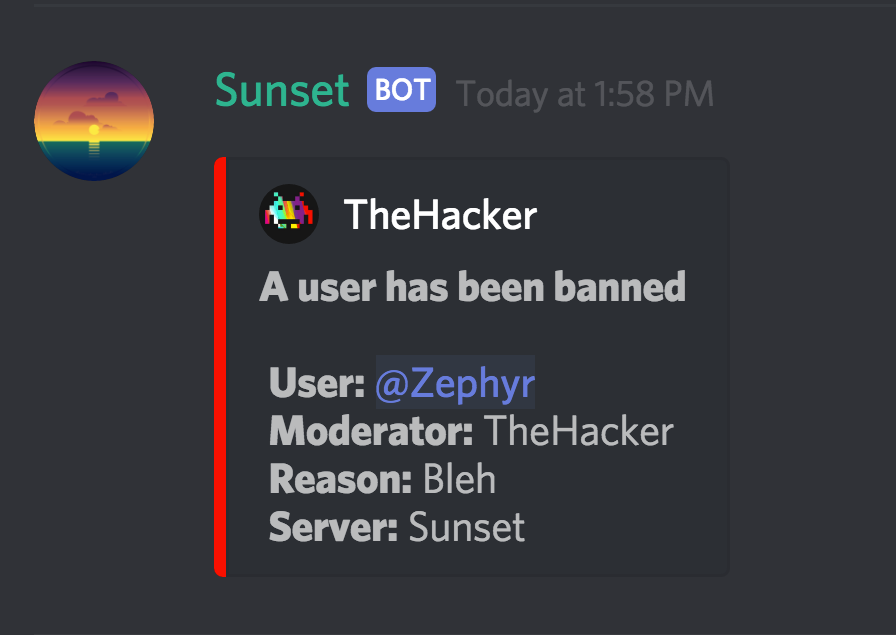 Sunset BOT Today at 1:58 PM
TheHacker
A user has been banned
User: @Zephyr
Moderator: TheHacker
Reason: Bleh
Server: Sunset